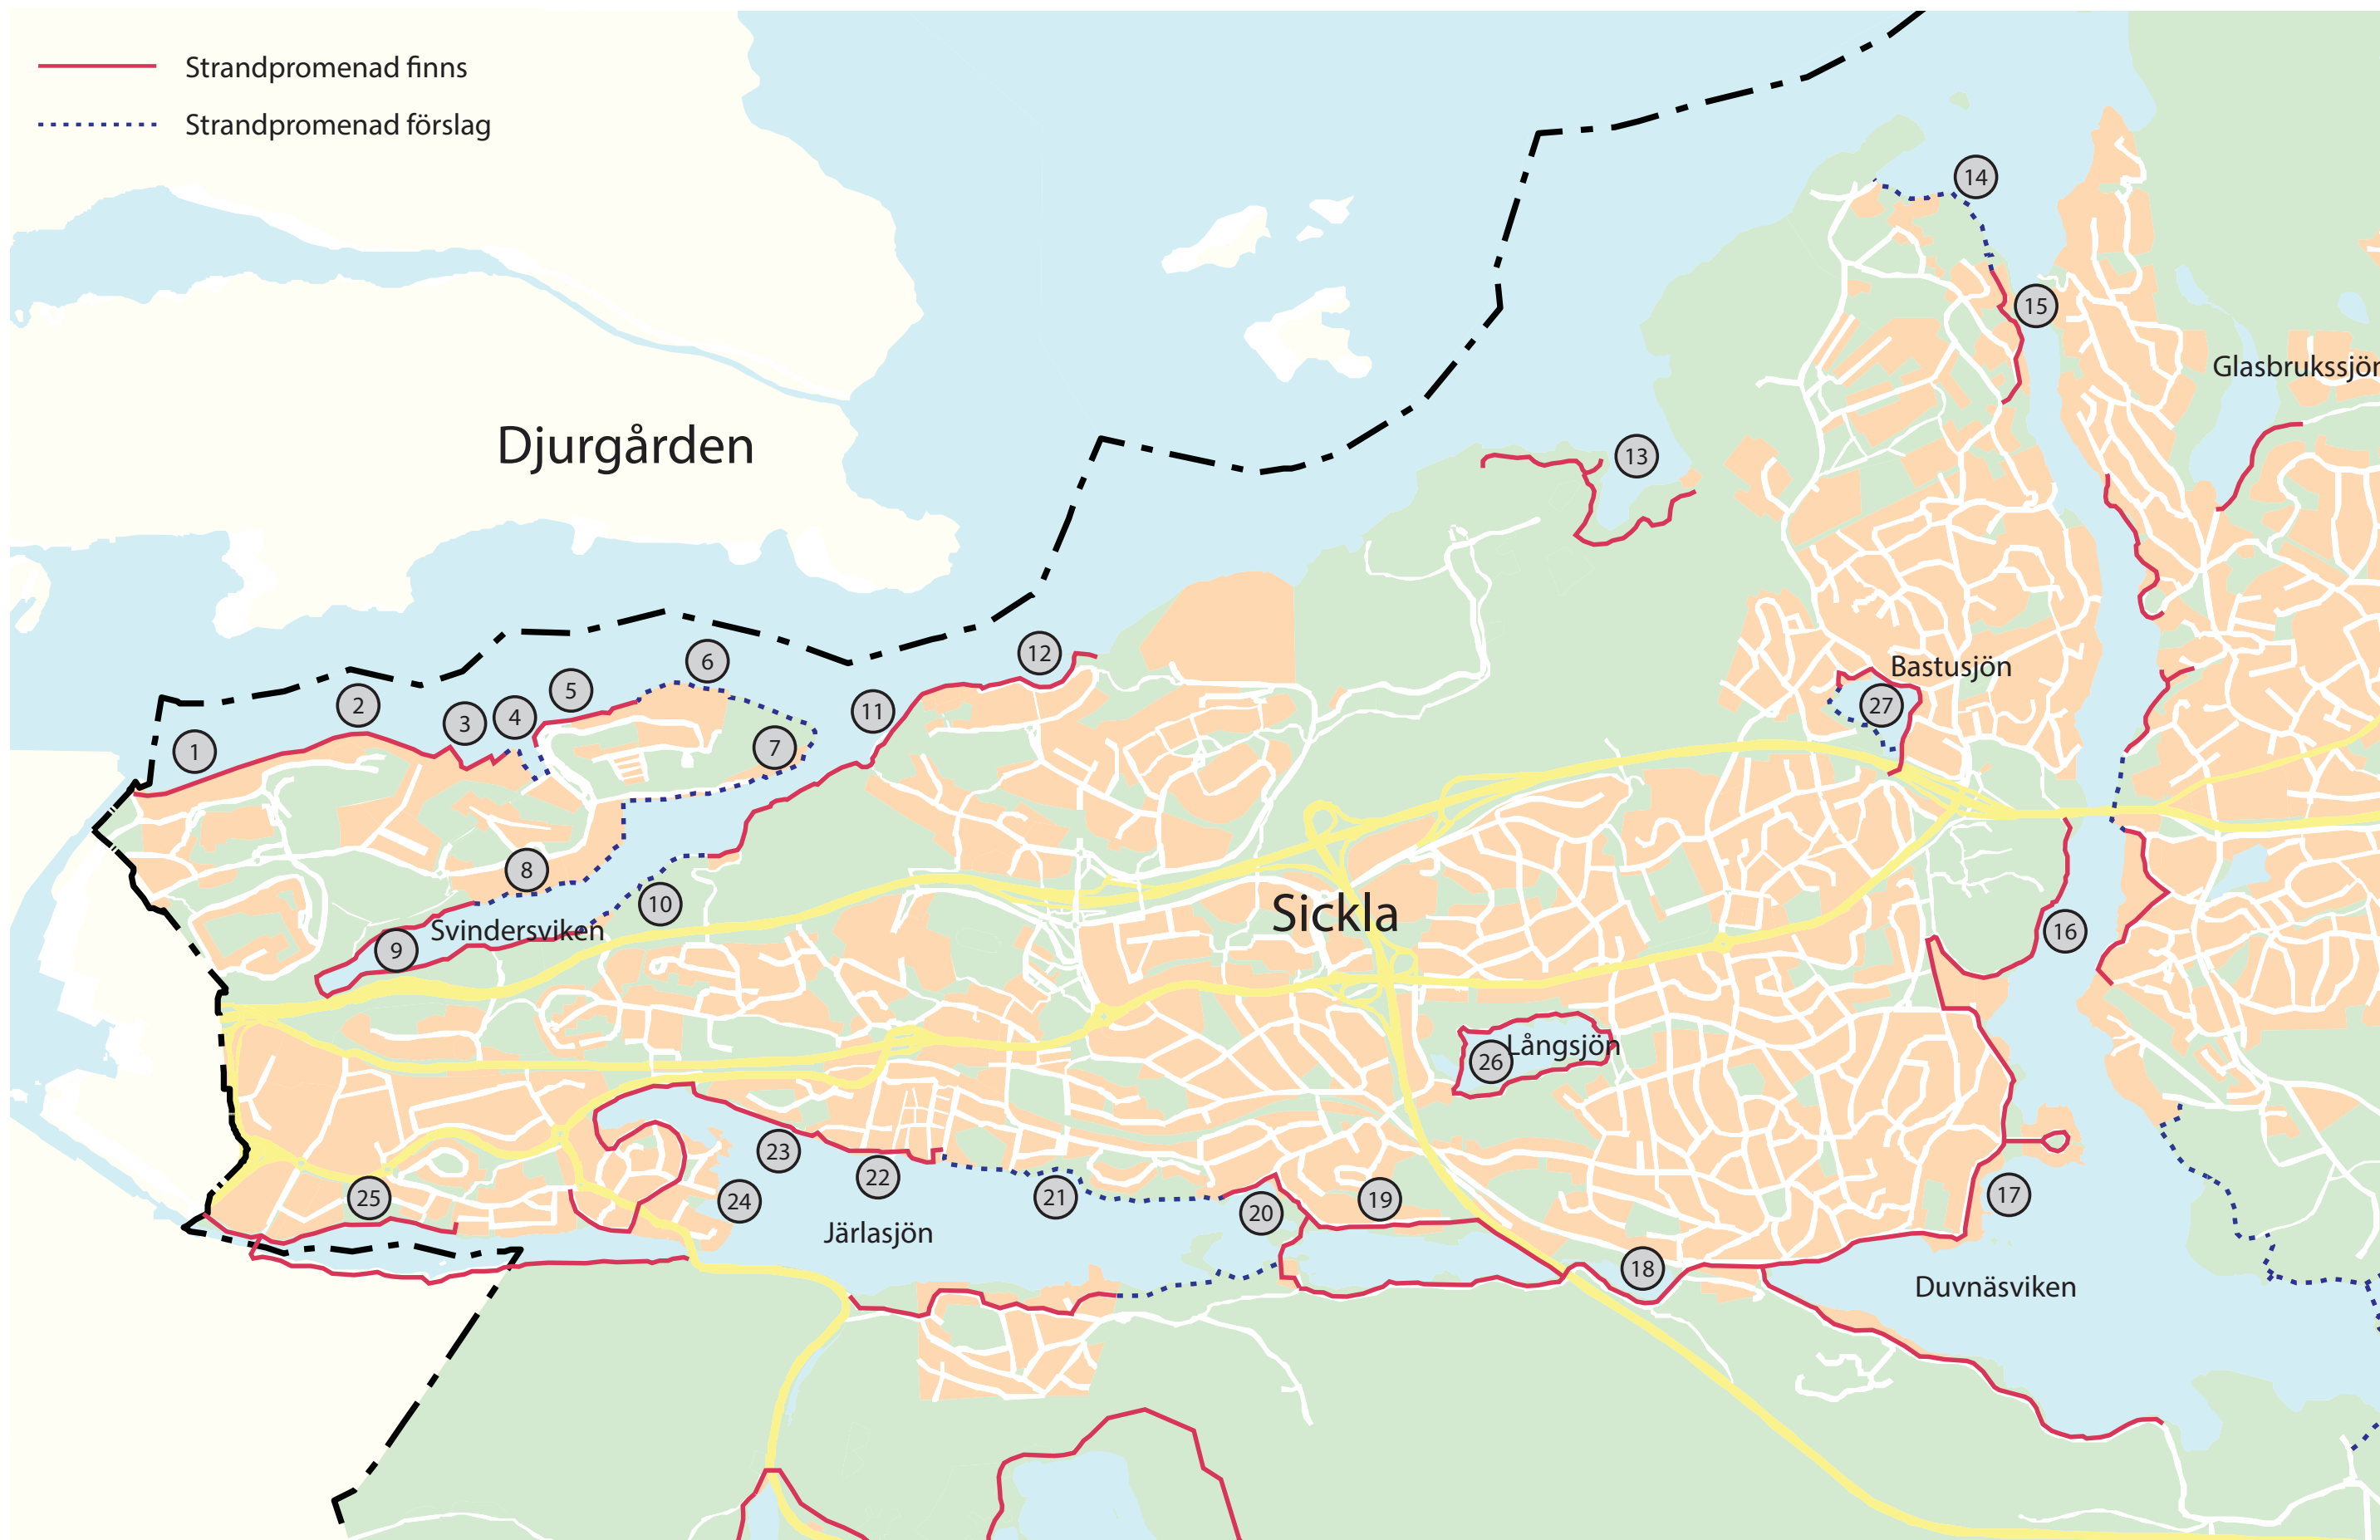 Strandpromenad finns
Strandpromenad förslag
14
15
Glasbrukssjör
Djurgården
13
12
6
5
2
3
4
11
1
7
Bastusjön
27
8
10
Sickla
9
Svindersviken
16
26
Långsjön
23
22
25
24
21
20
19
17
Järlasjön
18
Duvnäsviken